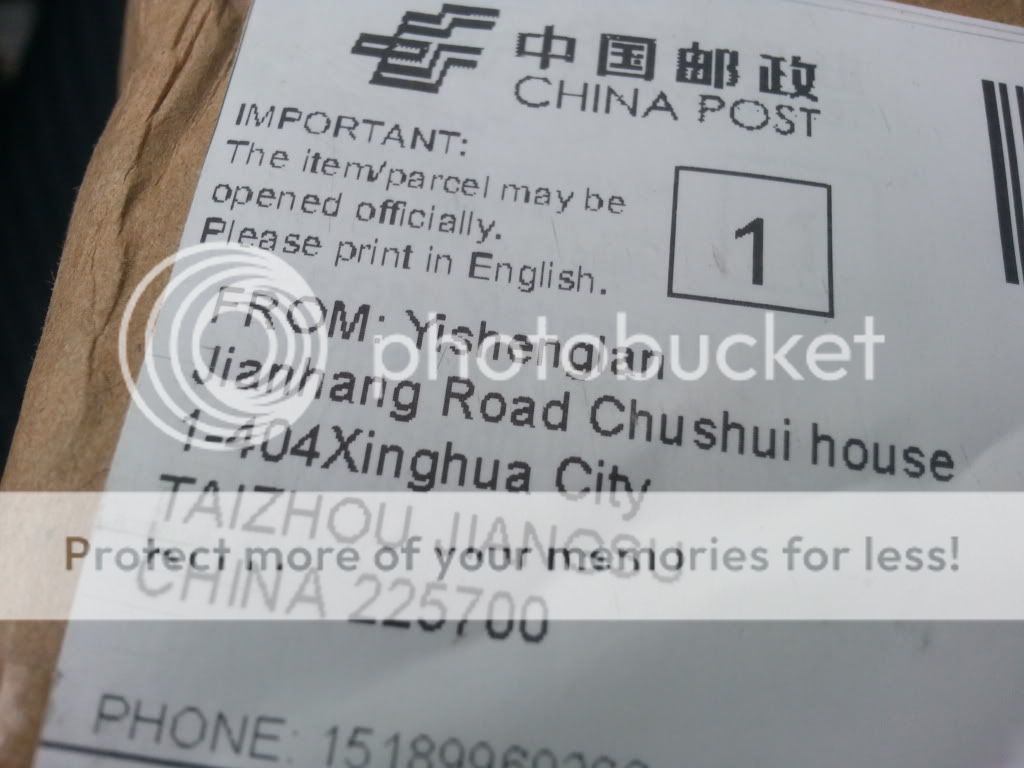 中国邮政
CHINA POST
IMPORTANT:
The item/parcel may be
opened officially.
Please print in English.
1
FROM: Yishenglan
Jianhang Road Chushui house
1-404Xinghua City
TAIZHOU JIANGSU
CHINA 225700
PHONE:
photobucket
Protect more of your memories for less!